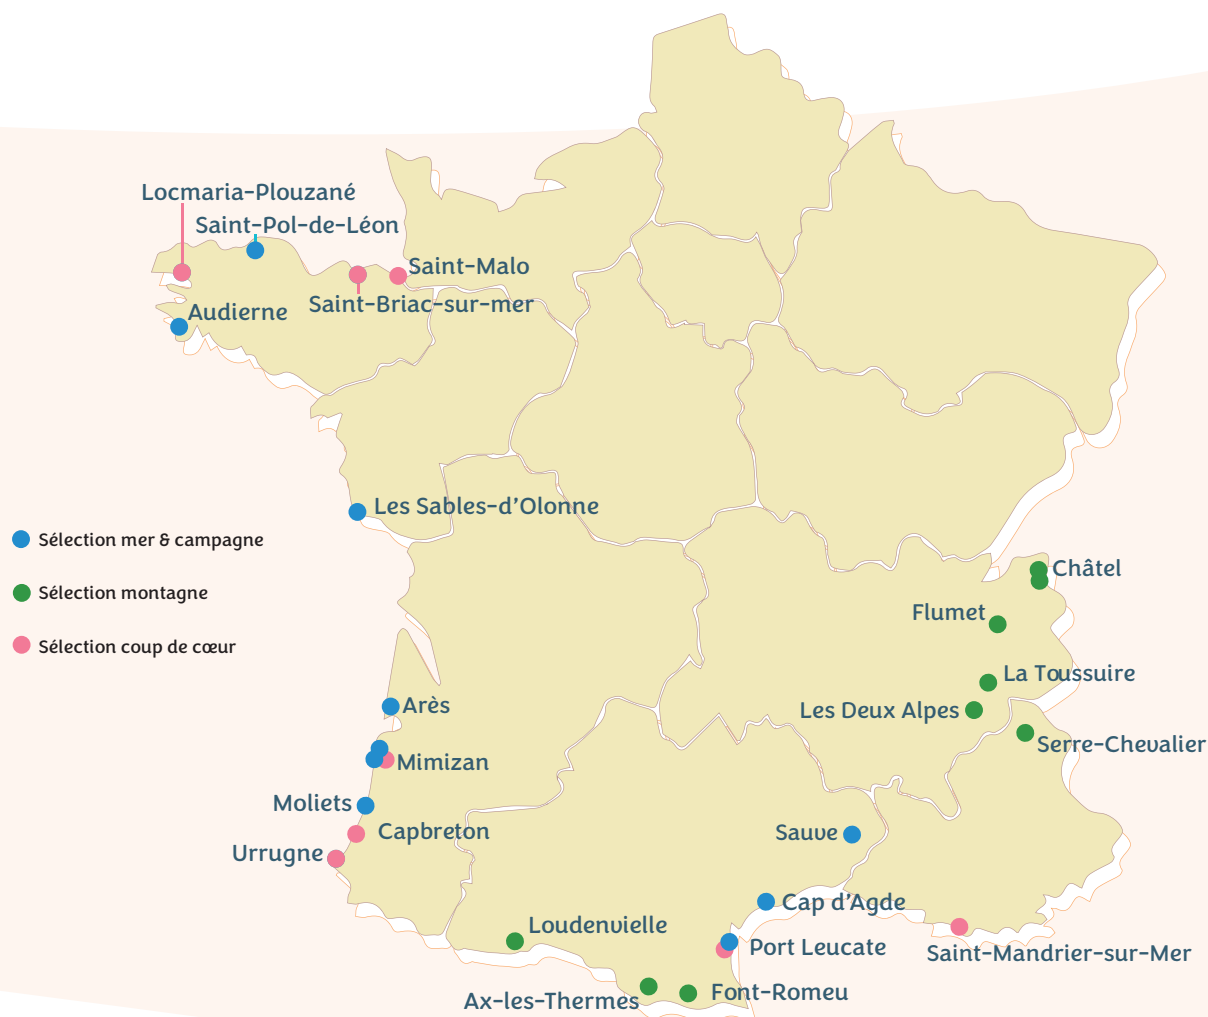 Locmaria-Plouzané
Saint-Pol-de-Léon
Saint-Malo
Saint-Briac-sur-mer
Audierne
Les Sables-d’Olonne
Sélection mer & campagne
Sélection montagne
Sélection coup de cœur
Châtel
Flumet
La Toussuire
Arès
Les Deux Alpes
Serre-Chevalier
Mimizan
Moliets
Capbreton
Sauve
Urrugne
Cap d’Agde
Loudenvielle
Port Leucate
Saint-Mandrier-sur-Mer
Ax-les-Thermes
Font-Romeu